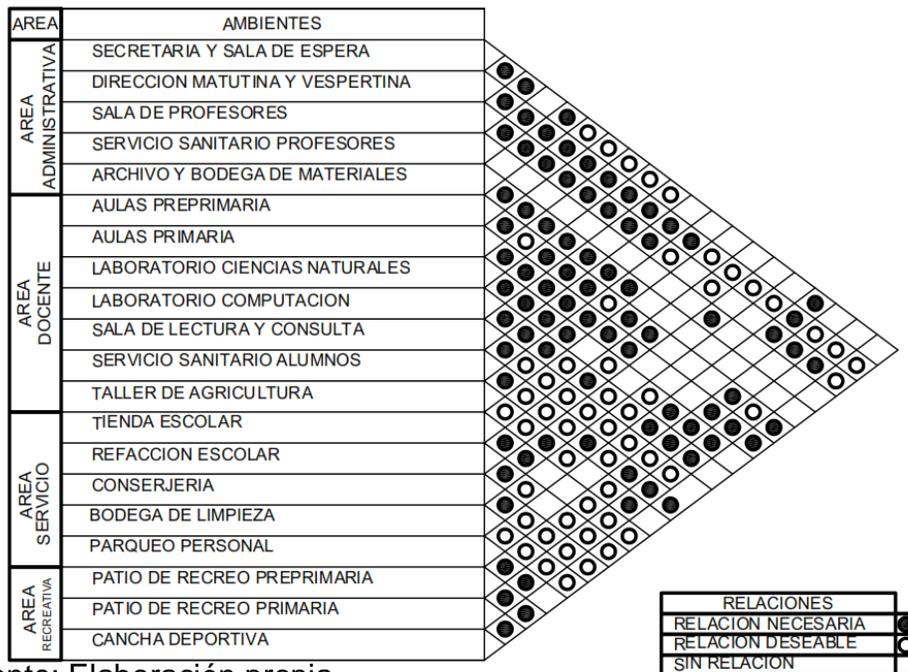 AREA AMBIENTES
AREA ADMINISTRATIVA
SECRETARIA Y SALA DE ESPERA
DIRECCION MATUTINA Y VESPERTINA
SALA DE PROFESORES
SERVICIO SANITARIO PROFESORES
ARCHIVO Y BODEGA DE MATERIALES
AREA DOCENTE
AULAS PREPRIMARIA
AULAS PRIMARIA
LABORATORIO CIENCIAS NATURALES
LABORATORIO COMPUTACION
SALA DE LECTURA Y CONSULTA
SERVICIO SANITARIO ALUMNOS
TALLER DE AGRICULTURA
AREA SERVICIO
TIENDA ESCOLAR
REFACCION ESCOLAR
CONSERJERIA
BODEGA DE LIMPIEZA
PARQUEO PERSONAL
AREA RECREATIVA
PATIO DE RECREO PREPRIMARIA
PATIO DE RECREO PRIMARIA
CANCHA DEPORTIVA
RELACIONES
RELACION NECESARIA
RELACION DESEABLE
SIN RELACION
Elaboración propia